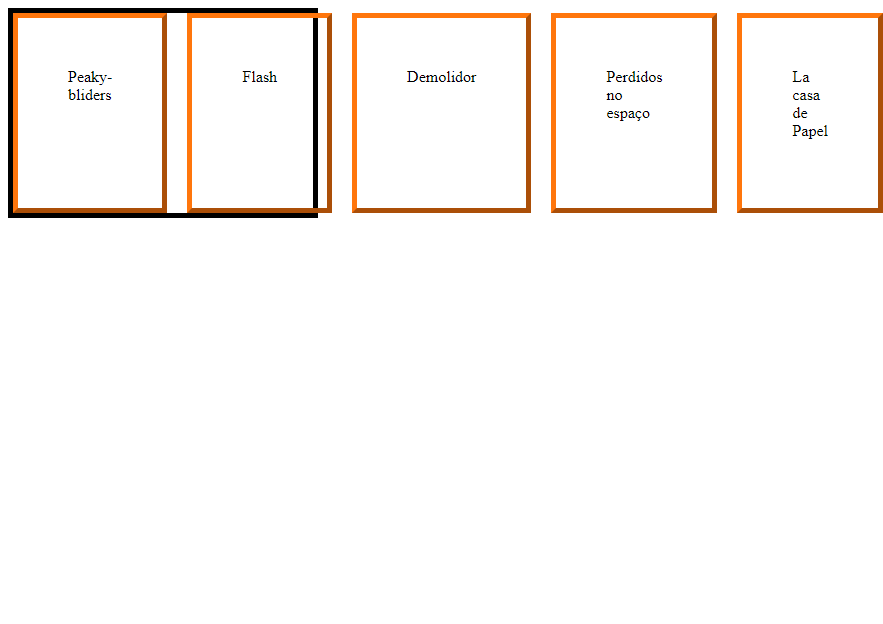 Peaky-
bliders
Flash
Demolidor
Perdidos
no
espaço
La
casa
de
Papel